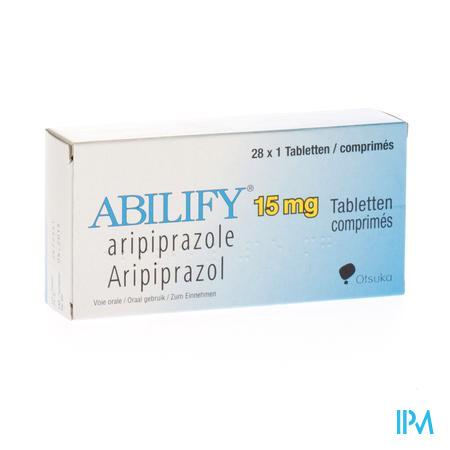 28 x 1 Tabletten / comprimés
ABILIFY® 15 mg Tabletten
comprimés
aripiprazole
Aripiprazol
Voie orale / Oraal gebruik / Zum Einnehmen
Otsuka
IPM